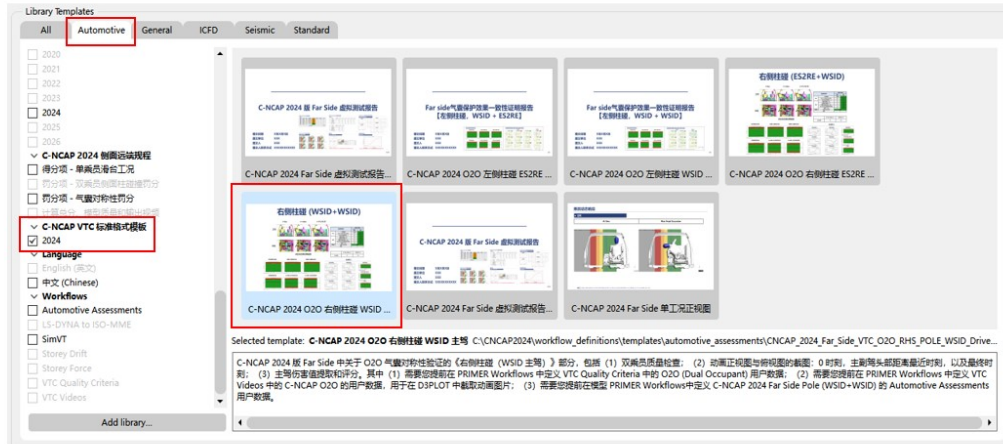 Library Templates
All
Automotive
General
ICFD
Seismic
Standard
2020
2021
2022
2023
2024
2025
2026
C-NCAP 2024 侧面远端规程
得分项 - 单乘员滑台工况
罚分项 - 双乘员侧面柱碰撞罚分
罚分项 - 气囊对称性罚分
C-NCAP VTC 标准格式模板
2024
Language
English (英文)
中文 (Chinese)
Workflows
Automotive Assessments
LS-DYNA to ISO-MME
SimVT
Storey Drift
Storey Force
VTC Quality Criteria
VTC Videos
Add library...
C-NCAP 2024 版 Far Side 虚拟测试报告
C-NCAP 2024 Far Side 虚拟测试报告...
Far side气囊保护效果一致性证明报告
【左侧柱碰，WSID + ES2RE】
C-NCAP 2024 O2O 左侧柱碰 ES2RE ...
Far side气囊保护效果一致性证明报告
【左侧柱碰，WSID + WSID】
C-NCAP 2024 O2O 左侧柱碰 WSID ...
右侧柱碰 (ES2RE+WSID)
C-NCAP 2024 O2O 右侧柱碰 ES2RE ...
右侧柱碰 (WSID+WSID)
C-NCAP 2024 O2O 右侧柱碰 WSID ...
C-NCAP 2024 版 Far Side 虚拟测试报告
C-NCAP 2024 Far Side 虚拟测试报告...
C-NCAP 2024 Far Side 单工况正视图
Selected template: C-NCAP 2024 O2O 右侧柱碰 WSID 主驾 C:\CNCAP2024\workflow_definitions\templates\automotive_assessments\CNCAP_2024_Far_Side_VTC_O2O_RHS_POLE_WSID_Drive...
C-NCAP 2024 版 Far Side 中关于 O2O 气囊对称性验证的《右侧柱碰（WSID 主驾）》部分，包括（1）双乘员质量检查；（2）动画正视图与俯视图的截图：0 时刻，主副驾头部距离最近时刻，以及最终时
刻；（3）主驾伤害值提取和评分。其中（1）需要您提前在 PRIMER Workflows 中定义 VTC Quality Criteria 中的 O2O (Dual Occupant) 用户数据；（2）需要您提前在 PRIMER Workflows 中定义 VTC
Videos 中的 C-NCAP O2O 的用户数据，用于在 D3PLOT 中截取动画图片；（3）需要您提前在模型 PRIMER Workflows中定义 C-NCAP 2024 Far Side Pole (WSID+WSID) 的 Automotive Assessments
用户数据。